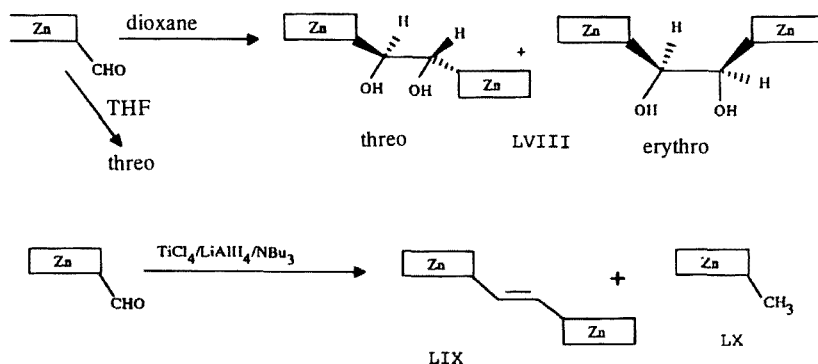 Zn
CHO
dioxane
THF
threo
Zn
H
H
OH
OH
Zn
threo
+
LVIII
Zn
H
OH
H
OH
Zn
erythro
Zn
CHO
TiCl4/LiAlH4/NBu3
Zn
Zn
LIX
+
Zn
CH3
LX